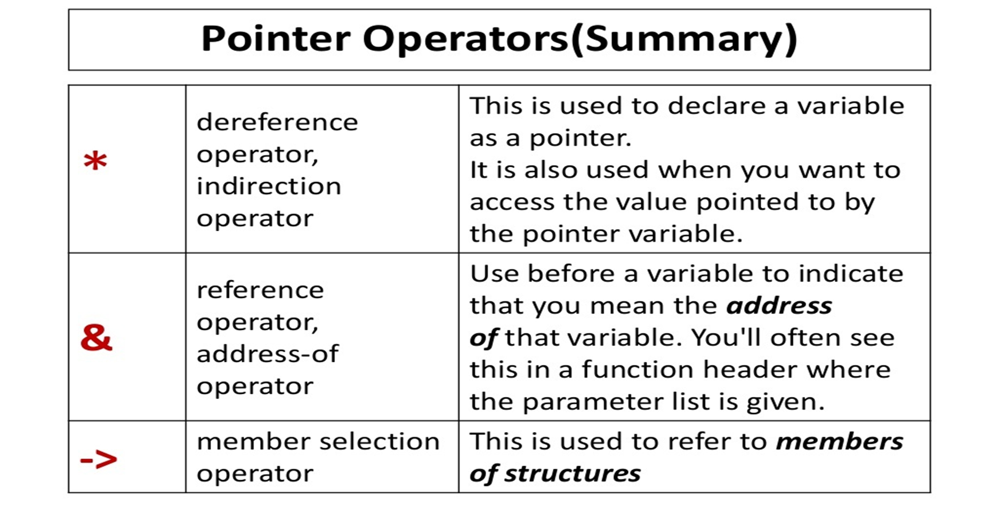 Pointer Operators(Summary)
*
dereference
operator,
indirection
operator
This is used to declare a variable
as a pointer.
It is also used when you want to
access the value pointed to by
the pointer variable.
&
reference
operator,
address-of
operator
Use before a variable to indicate
that you mean the address
of that variable. You'll often see
this in a function header where
the parameter list is given.
->
member selection
operator
This is used to refer to members
of structures